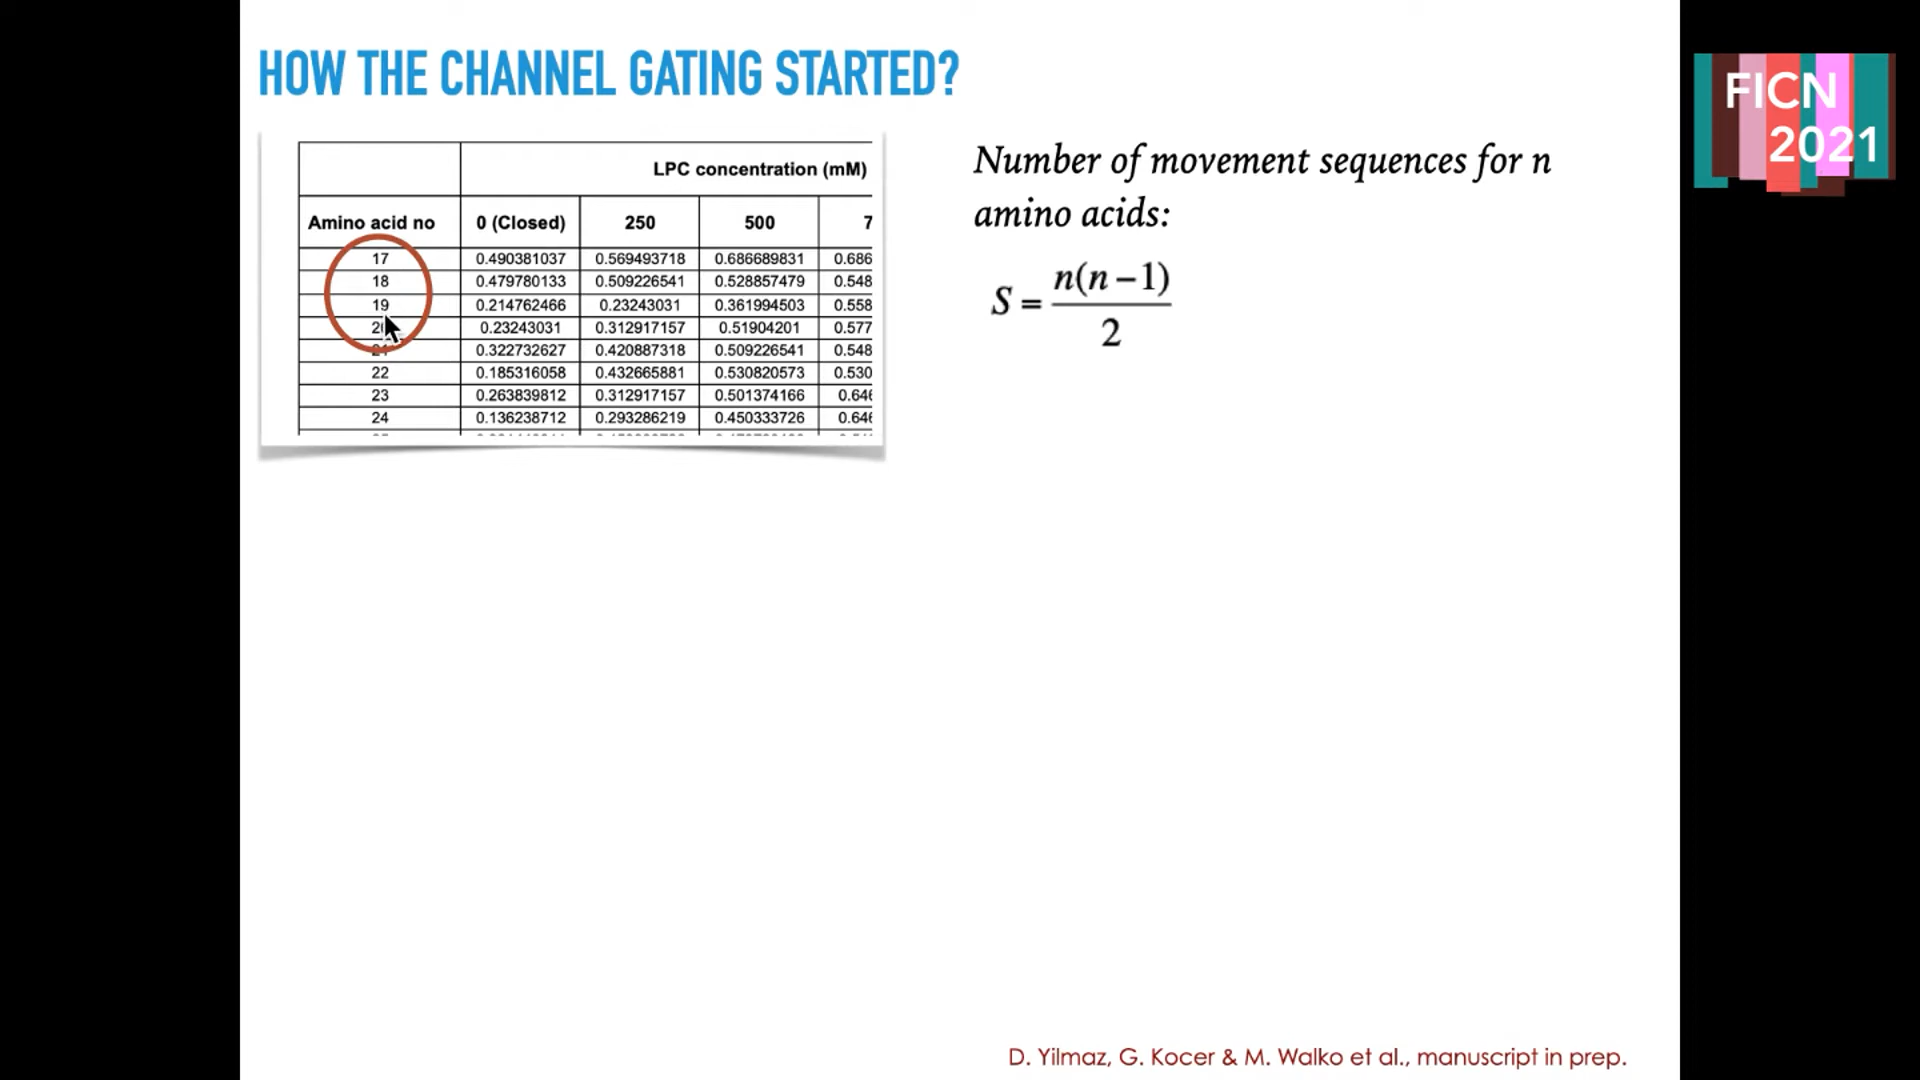 HOW THE CHANNEL GATING STARTED?
FICN
2021
LPC concentration (mM)
Amino acid no 0 (Closed) 250 500 7
17 0.490381037 0.569493718 0.686689831 0.686
18 0.479780133 0.509226541 0.528857479 0.548
19 0.214762466 0.23243031 0.361994503 0.558
20 0.23243031 0.312917157 0.51904201 0.577
21 0.322732627 0.420887318 0.509226541 0.548
22 0.185316058 0.432665881 0.530820573 0.530
23 0.263839812 0.312917157 0.501374166 0.646
24 0.136238712 0.293286219 0.450333726 0.646
Number of movement sequences for n
amino acids:
S = n(n – 1) / 2
D. Yilmaz, G. Kocer & M. Walko et al., manuscript in prep.